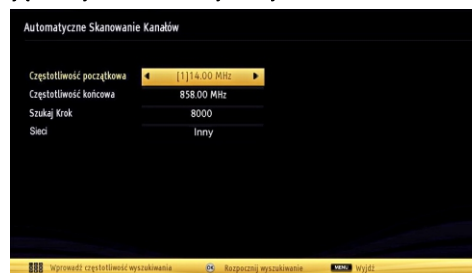 Automatyczne Skanowanie Kanałów
Częstotliwość początkowa [1]14.00 MHz
Częstotliwość końcowa 858.00 MHz
Szukaj Krok 8000
Sieci Inny
Wprowadź częstotliwość wyszukiwania OK Rozpocznij wyszukiwanie MENU Wyjdź